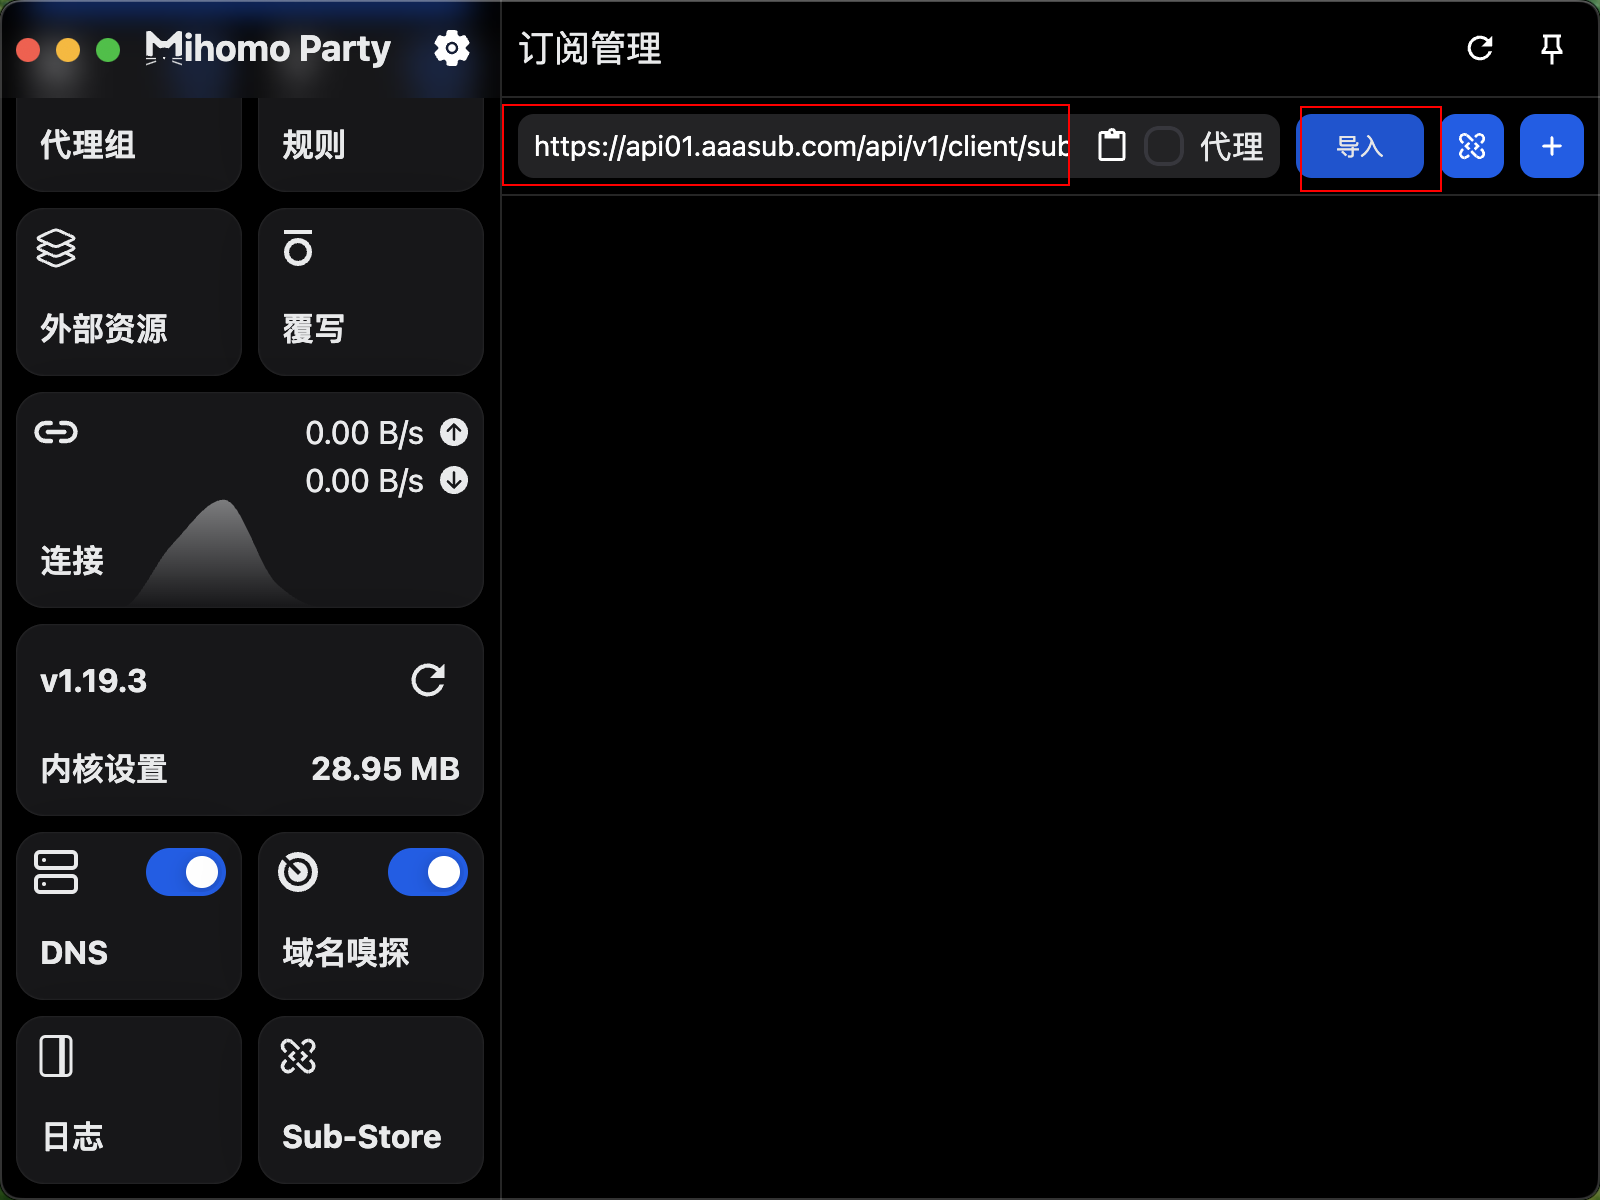 Mihomo Party
订阅管理
代理组
规则
https://api01.aaasub.com/api/v1/client/sub
代理
导入
外部资源
覆写
0.00 B/s
0.00 B/s
连接
v1.19.3
内核设置
28.95 MB
DNS
域名嗅探
日志
Sub-Store